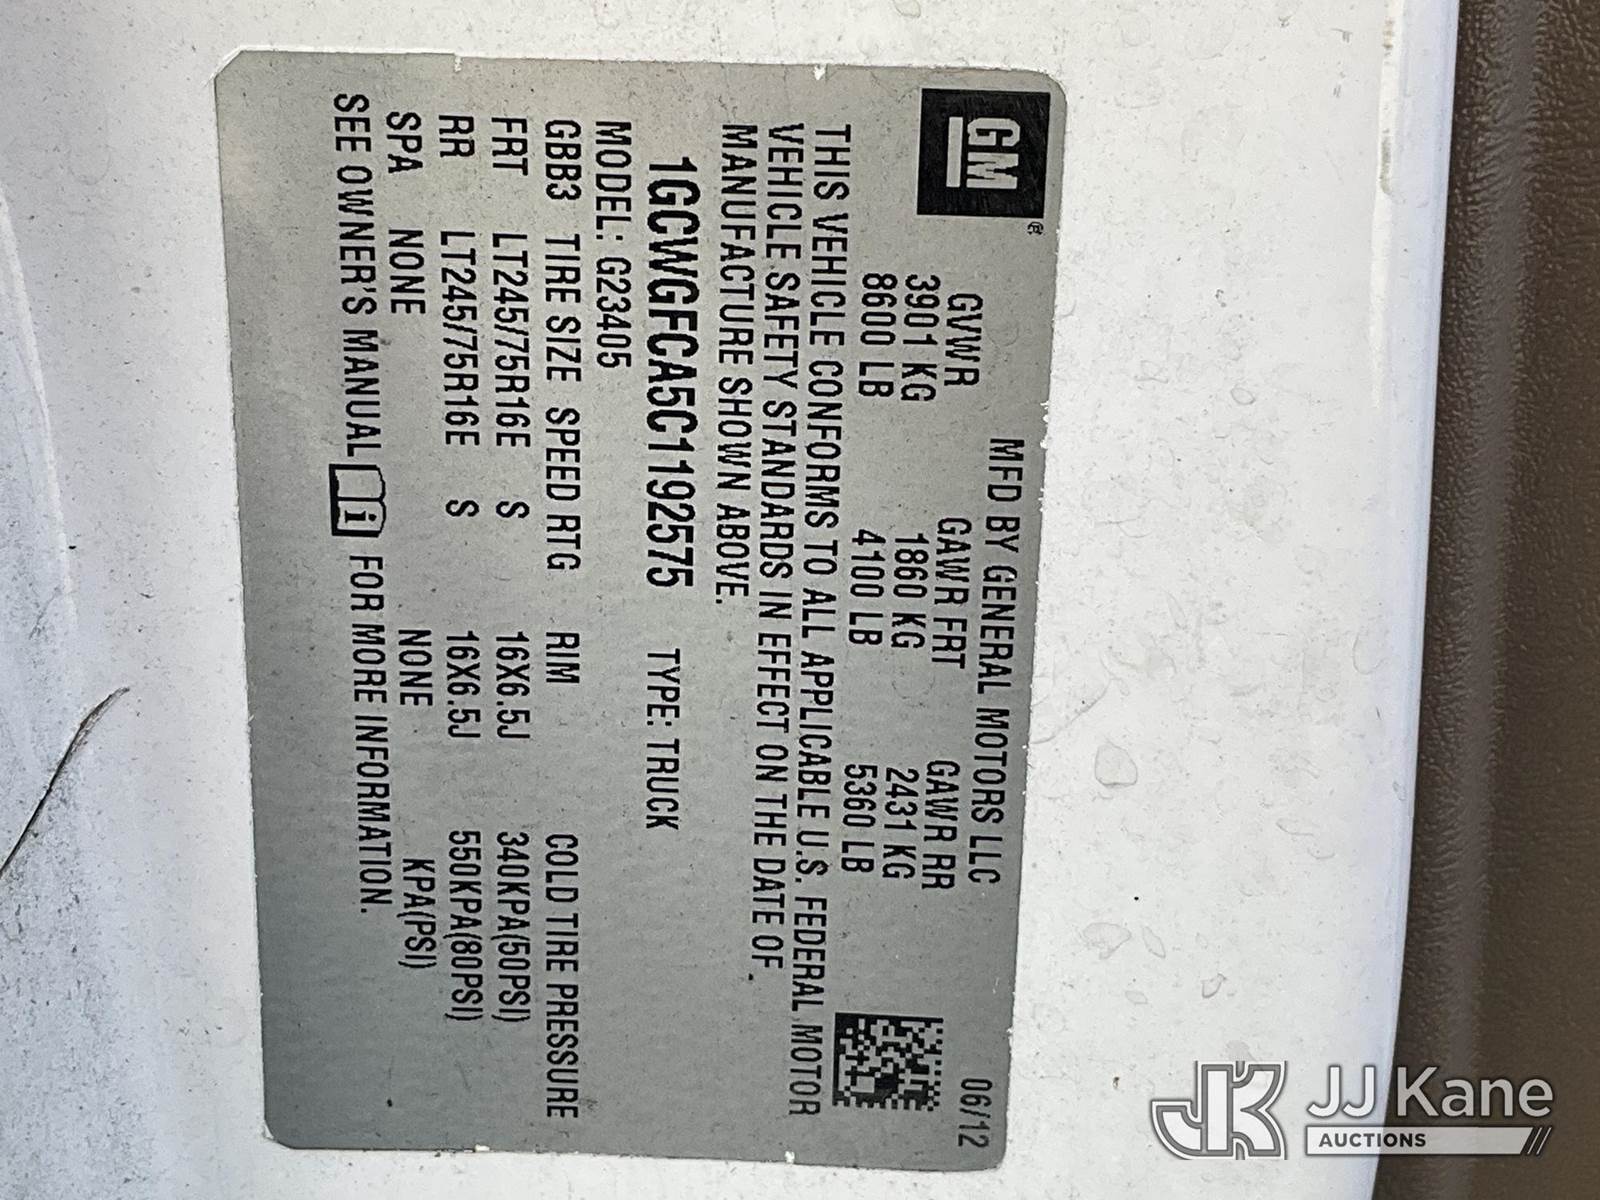 GM ®
MFD BY GENERAL MOTORS LLC 06/12
GVWR GAWR FRT GAWR RR
3901 KG 1860 KG 2431 KG
8600 LB 4100 LB 5360 LB
THIS VEHICLE CONFORMS TO ALL APPLICABLE U.S. FEDERAL MOTOR
VEHICLE SAFETY STANDARDS IN EFFECT ON THE DATE OF
MANUFACTURE SHOWN ABOVE.
1GCWGFCA5C1192575 TYPE: TRUCK
MODEL: G23405
GBB3 TIRE SIZE SPEED RTG RIM COLD TIRE PRESSURE
FRT LT245/75R16E S 16X6.5J 340KPA(50PSI)
RR LT245/75R16E S 16X6.5J 550KPA(80PSI)
SPA NONE NONE KPA(PSI)
SEE OWNER'S MANUAL i FOR MORE INFORMATION.
JK JJ Kane
AUCTIONS